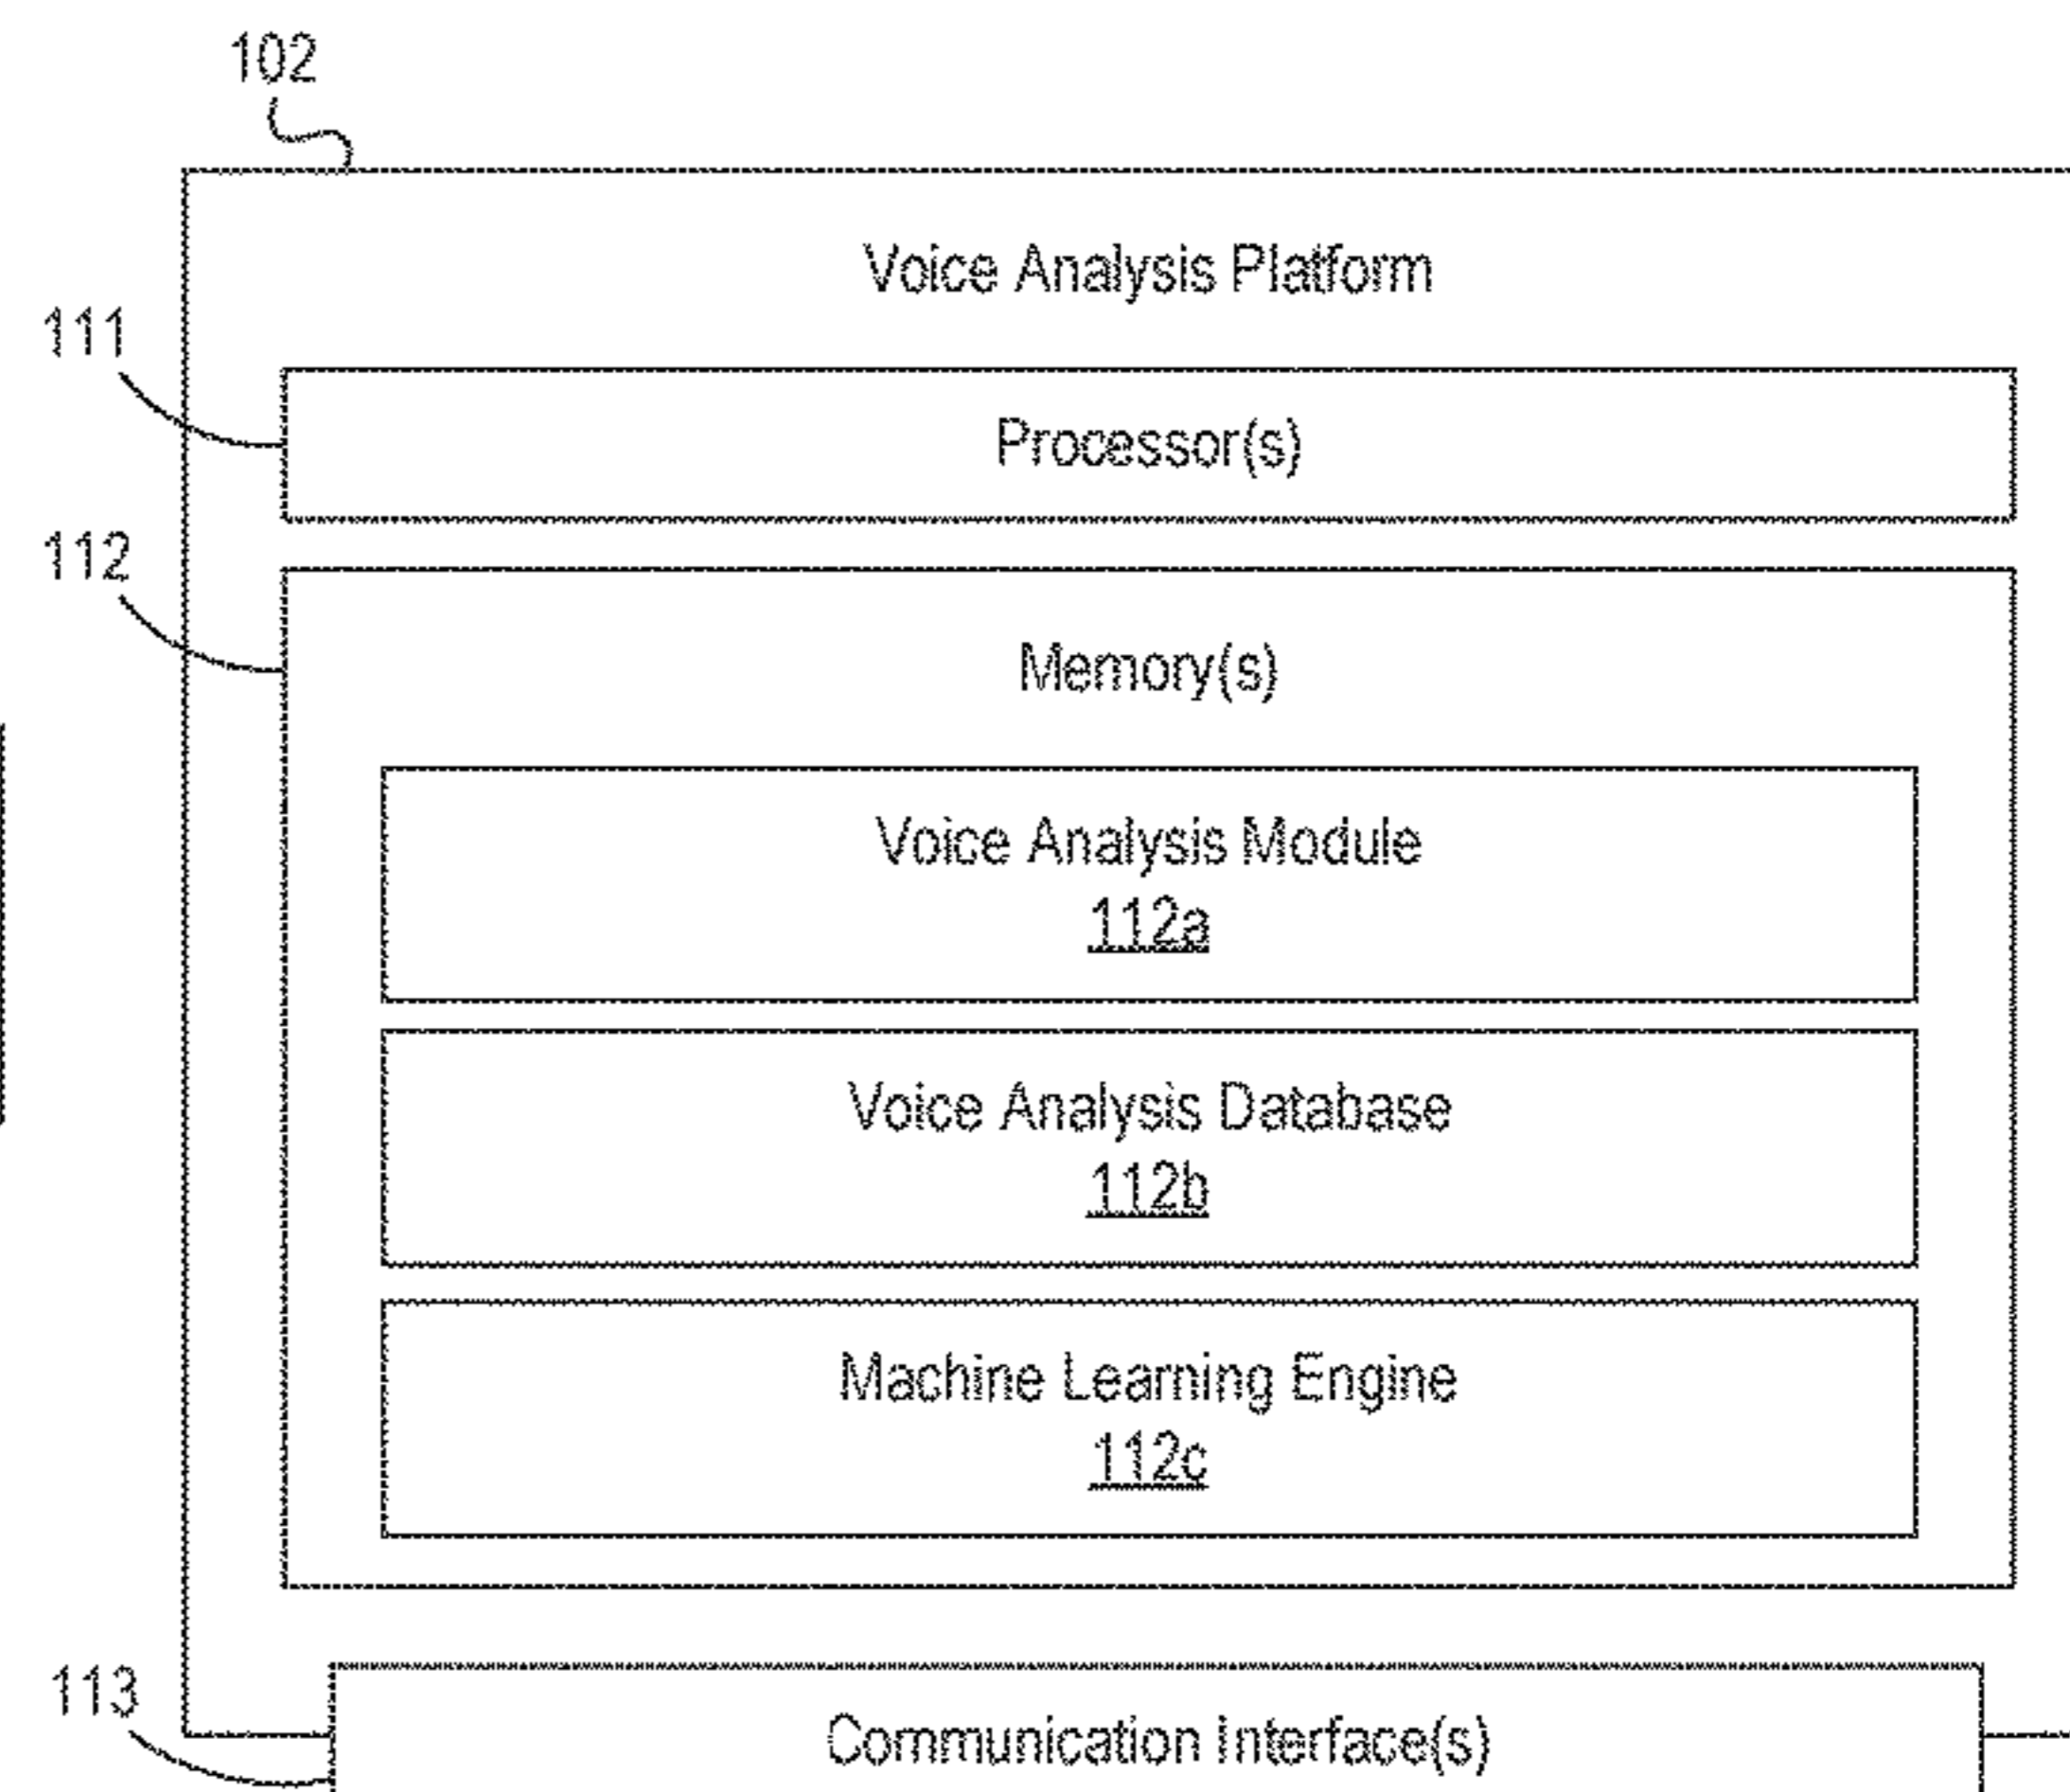 102
Voice Analysis Platform
111
Processor(s)
112
Memory(s)
Voice Analysis Module
112a
Voice Analysis Database
112b
Machine Learning Engine
112c
113
Communication Interface(s)